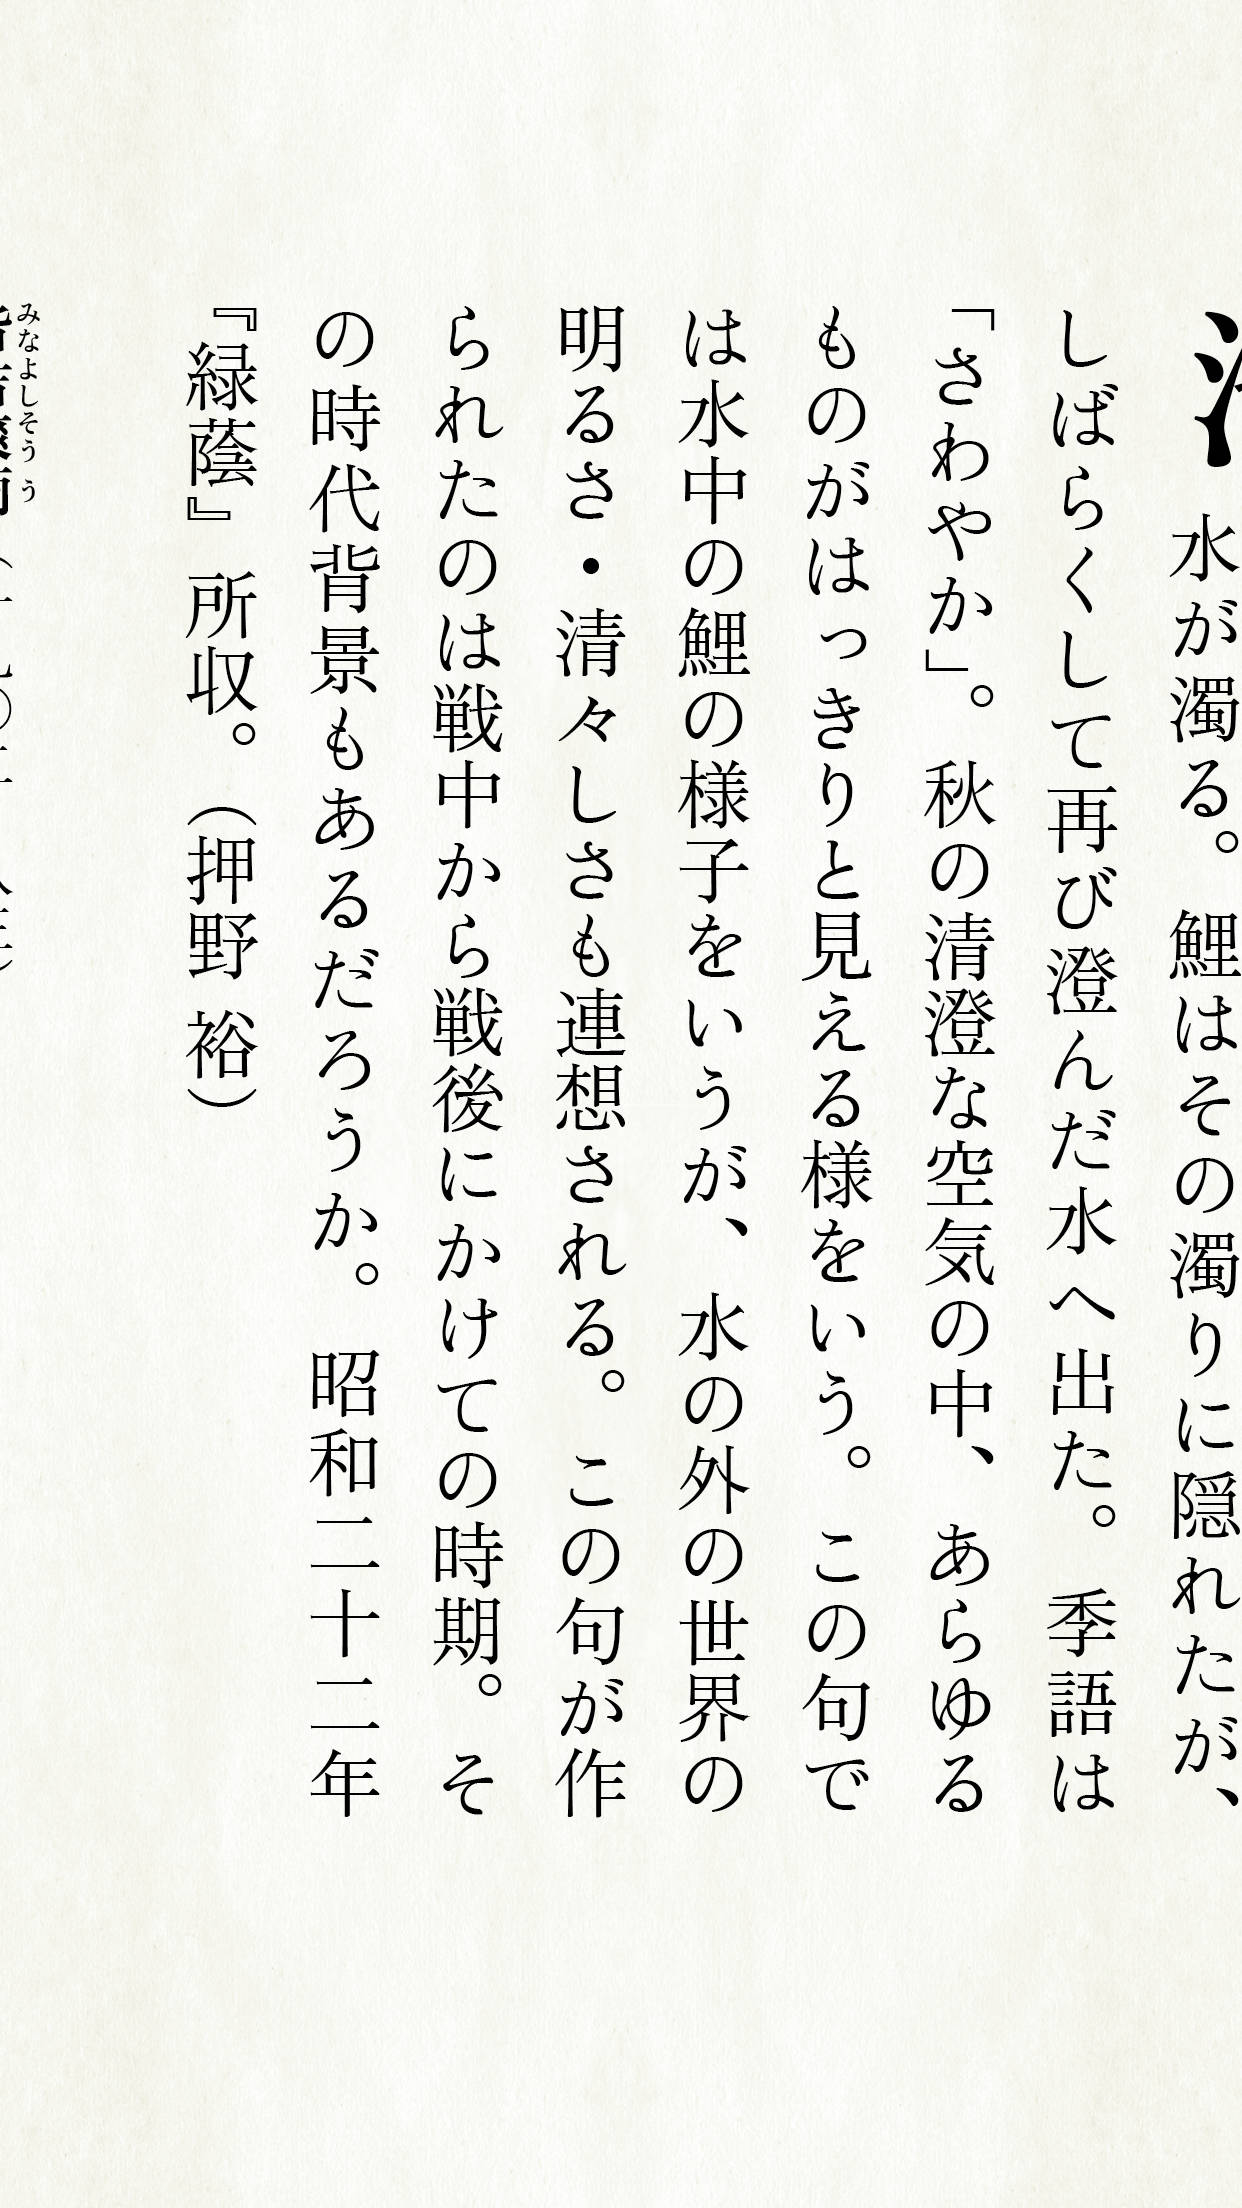 水が濁る。鯉はその濁りに隠れたが、
しばらくして再び澄んだ水へ出た。季語は
「さわやか」。秋の清澄な空気の中、あらゆる
ものがはっきりと見える様をいう。この句で
は水中の鯉の様子をいうが、水の外の世界の
明るさ・清々しさも連想される。この句が作
られたのは戦中から戦後にかけての時期。そ
の時代背景もあるだろうか。昭和二十二年
『緑蔭』所収。（押野 裕）
みなよしそうう